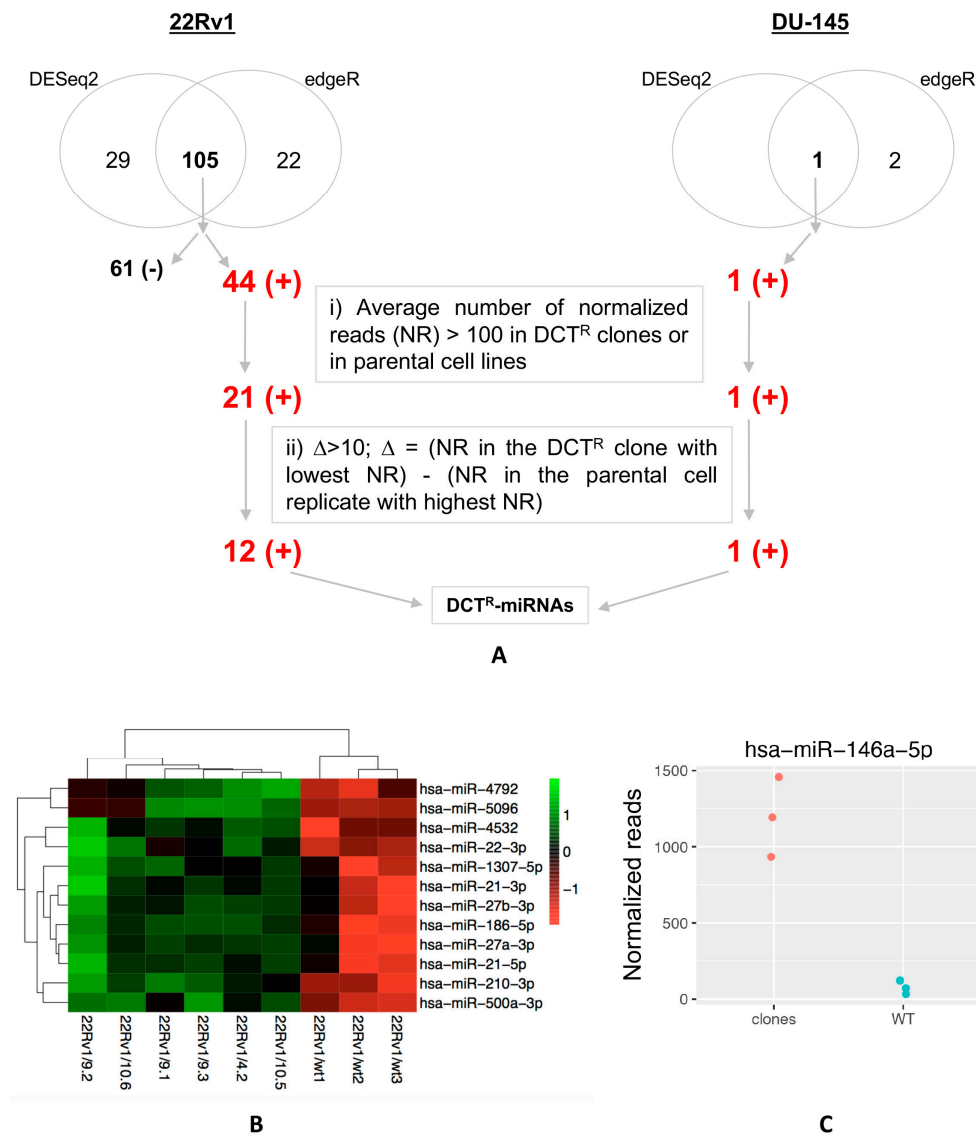 22Rv1
DU-145
DESeq2
edgeR
DESeq2
edgeR
29
105
22
1
2
61 (-)
44 (+)
1 (+)
i) Average number of normalized
reads (NR) > 100 in DCTᴿ clones or
in parental cell lines
21 (+)
1 (+)
ii) Δ>10; Δ = (NR in the DCTᴿ clone with
lowest NR) - (NR in the parental cell
replicate with highest NR)
12 (+)
1 (+)
DCTᴿ-miRNAs
A
hsa-miR-4792
hsa-miR-5096
hsa-miR-4532
hsa-miR-22-3p
hsa-miR-1307-5p
hsa-miR-21-3p
hsa-miR-27b-3p
hsa-miR-186-5p
hsa-miR-27a-3p
hsa-miR-21-5p
hsa-miR-210-3p
hsa-miR-500a-3p
1
0
−1
22Rv1/9.2
22Rv1/10.6
22Rv1/9.1
22Rv1/9.3
22Rv1/4.2
22Rv1/10.5
22Rv1/wt1
22Rv1/wt2
22Rv1/wt3
B
hsa−miR−146a−5p
Normalized reads
1500
1000
500
0
clones
WT
C